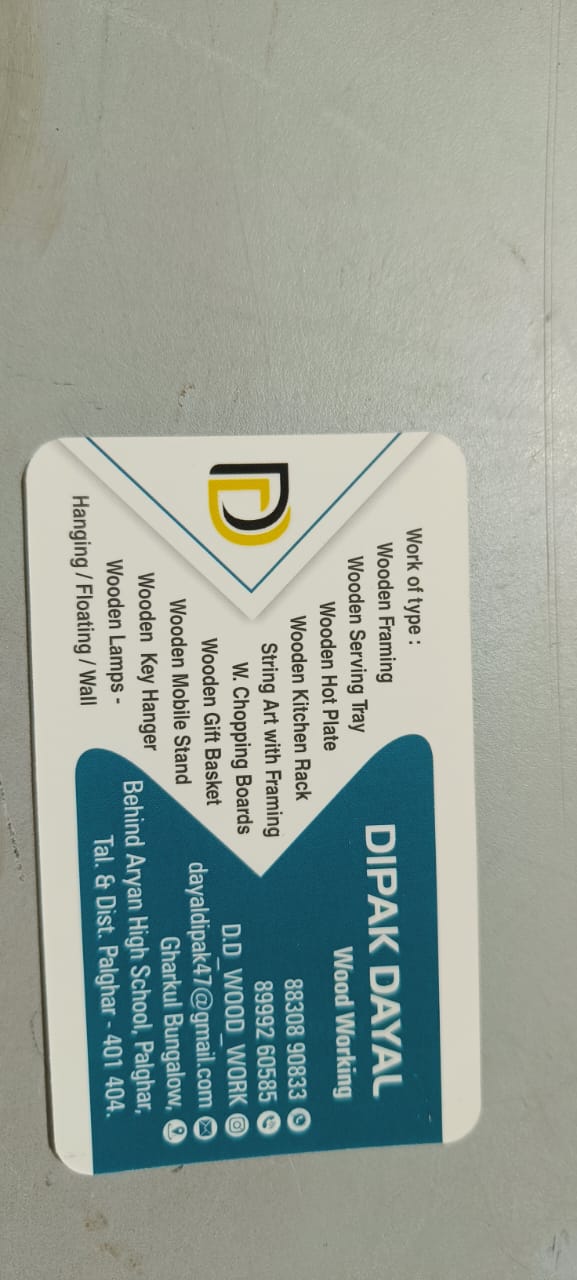 DD
Work of type :
Wooden Framing
Wooden Serving Tray
Wooden Hot Plate
Wooden Kitchen Rack
String Art with Framing
W. Chopping Boards
Wooden Gift Basket
Wooden Mobile Stand
Wooden Key Hanger
Wooden Lamps -
Hanging / Floating / Wall
DIPAK DAYAL
Wood Working
88308 90833
89992 60585
D.D_WOOD_WORK
dayaldipak47@gmail.com
Gharkul Bungalow,
Behind Aryan High School, Palghar,
Tal. & Dist. Palghar - 401 404.